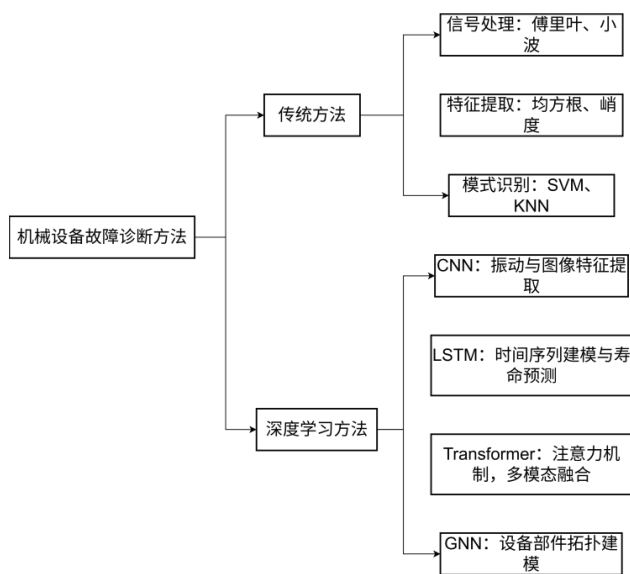 机械设备故障诊断方法
传统方法
信号处理：傅里叶、小
波
特征提取：均方根、峭
度
模式识别：SVM、
KNN
深度学习方法
CNN：振动与图像特征提
取
LSTM：时间序列建模与寿
命预测
Transformer：注意力机
制，多模态融合
GNN：设备部件拓扑建
模